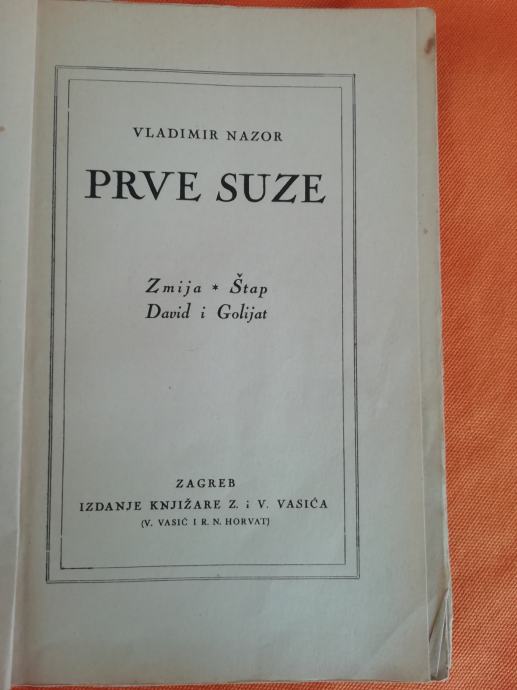 VLADIMIR NAZOR
PRVE SUZE
Zmija * Štap
David i Golijat
ZAGREB
IZDANJE KNJIŽARE Z. i V. VASIĆA
(V. VASIĆ I R. N. HORVAT)